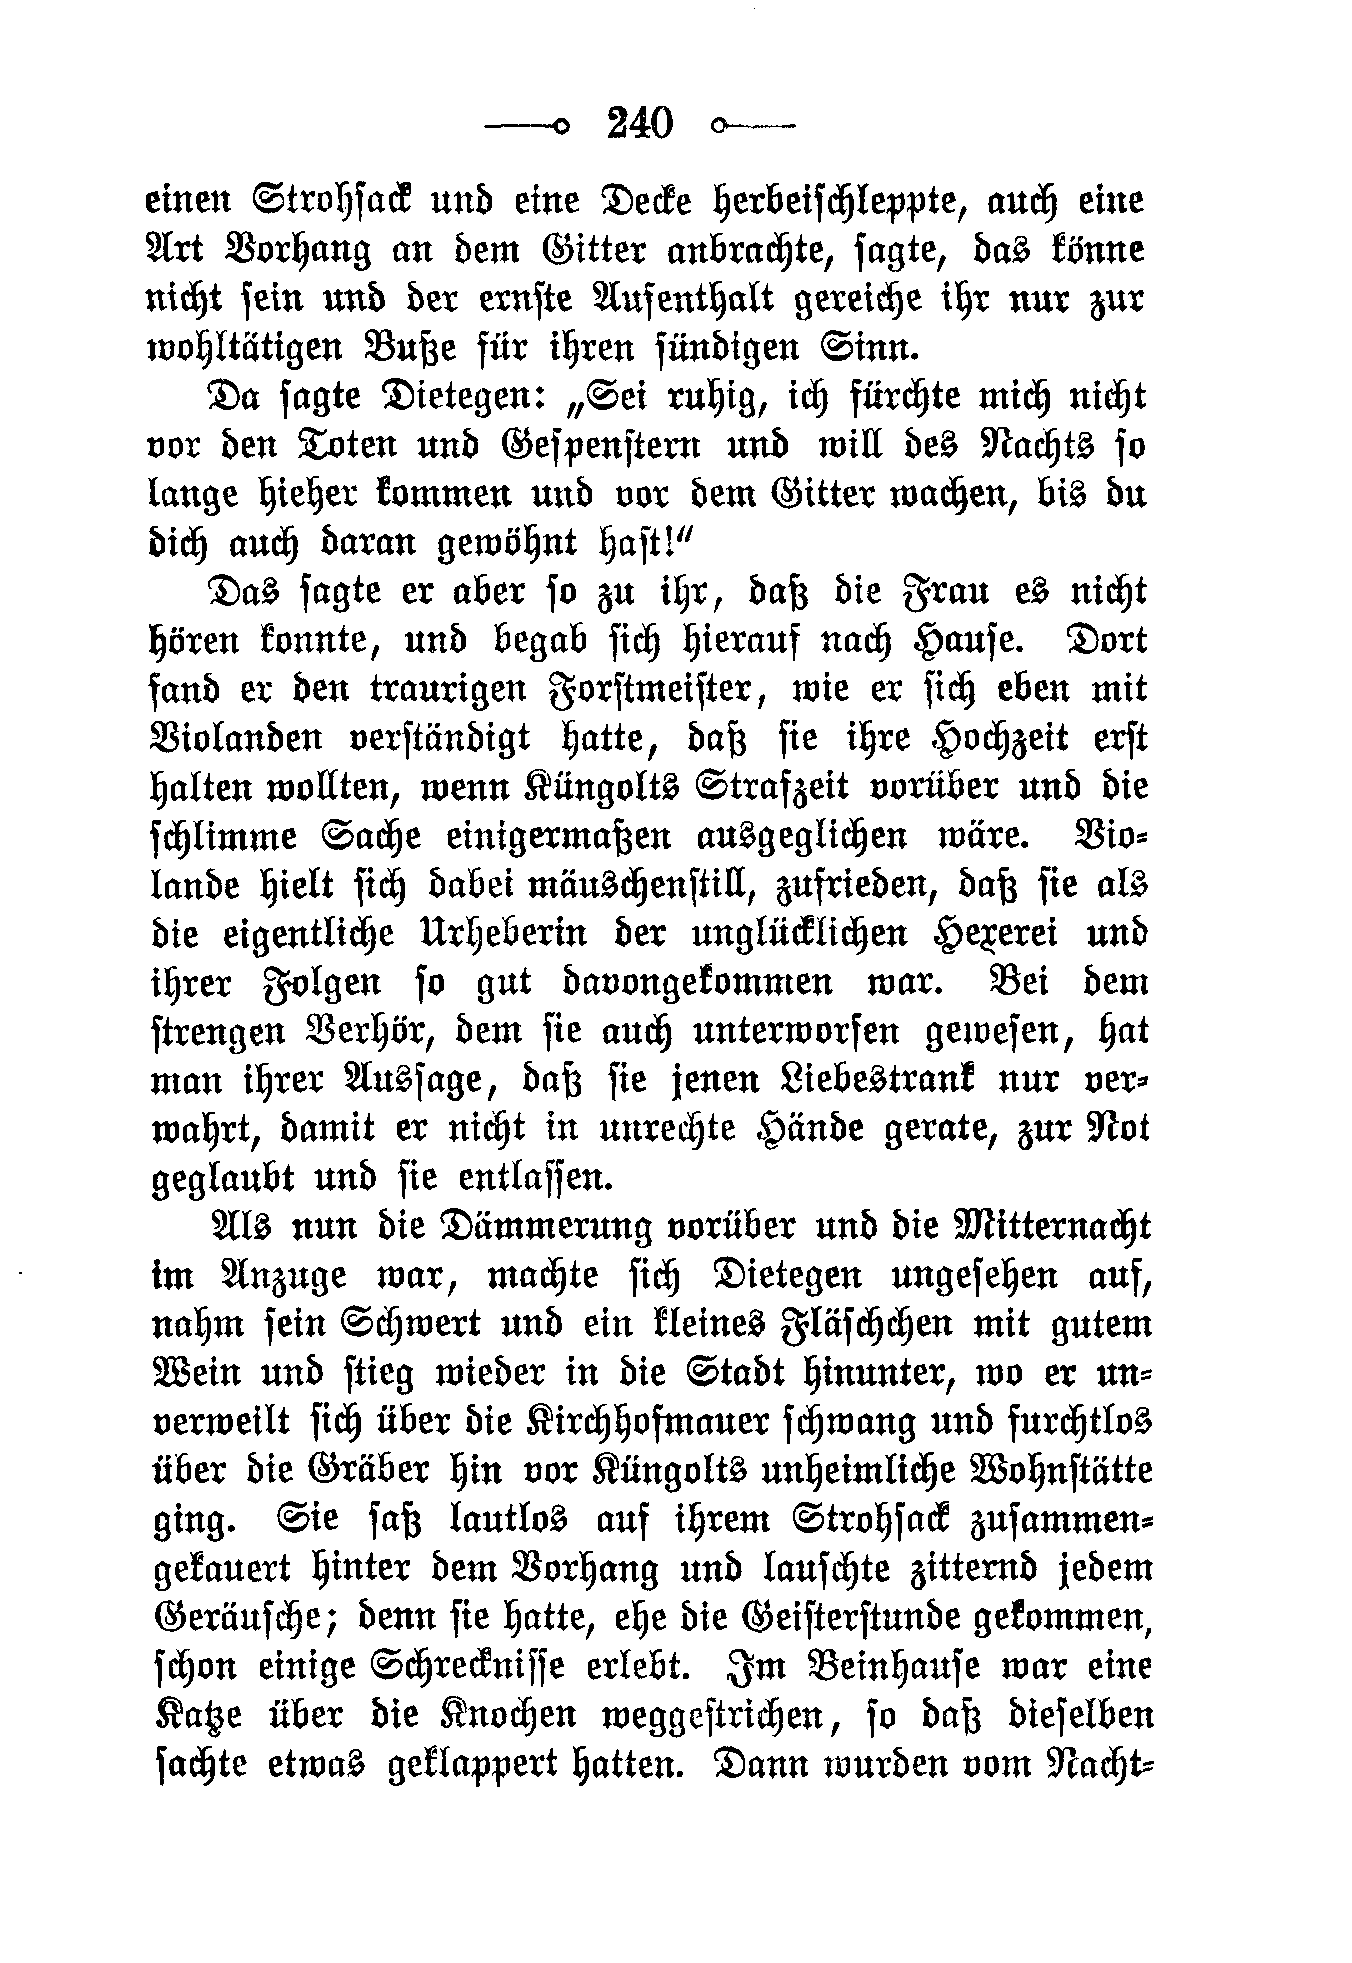 240
einen Strohsack und eine Decke herbeischleppte, auch eine
Art Vorhang an dem Gitter anbrachte, sagte, das könne
nicht sein und der ernste Aufenthalt gereiche ihr nur zur
wohltätigen Buße für ihren sündigen Sinn.
Da sagte Dietegen: „Sei ruhig, ich fürchte mich nicht
vor den Toten und Gespenstern und will des Nachts so
lange hieher kommen und vor dem Gitter wachen, bis du
dich auch daran gewöhnt hast!“
Das sagte er aber so zu ihr, daß die Frau es nicht
hören konnte, und begab sich hierauf nach Hause. Dort
fand er den traurigen Forstmeister, wie er sich eben mit
Violanden verständigt hatte, daß sie ihre Hochzeit erst
halten wollten, wenn Küngolts Strafzeit vorüber und die
schlimme Sache einigermaßen ausgeglichen wäre. Vio-
lande hielt sich dabei mäuschenstill, zufrieden, daß sie als
die eigentliche Urheberin der unglücklichen Hexerei und
ihrer Folgen so gut davongekommen war. Bei dem
strengen Verhör, dem sie auch unterworfen gewesen, hat
man ihrer Aussage, daß sie jenen Liebestrank nur ver-
wahrt, damit er nicht in unrechte Hände gerate, zur Not
geglaubt und sie entlassen.
Als nun die Dämmerung vorüber und die Mitternacht
im Anzuge war, machte sich Dietegen ungesehen auf,
nahm sein Schwert und ein kleines Fläschchen mit gutem
Wein und stieg wieder in die Stadt hinunter, wo er un-
verweilt sich über die Kirchhofmauer schwang und furchtlos
über die Gräber hin vor Küngolts unheimliche Wohnstätte
ging. Sie saß lautlos auf ihrem Strohsack zusammen-
gekauert hinter dem Vorhang und lauschte zitternd jedem
Geräusche; denn sie hatte, ehe die Geisterstunde gekommen,
schon einige Schrecknisse erlebt. Im Beinhause war eine
Katze über die Knochen weggestrichen, so daß dieselben
sachte etwas geklappert hatten. Dann wurden vom Nacht-